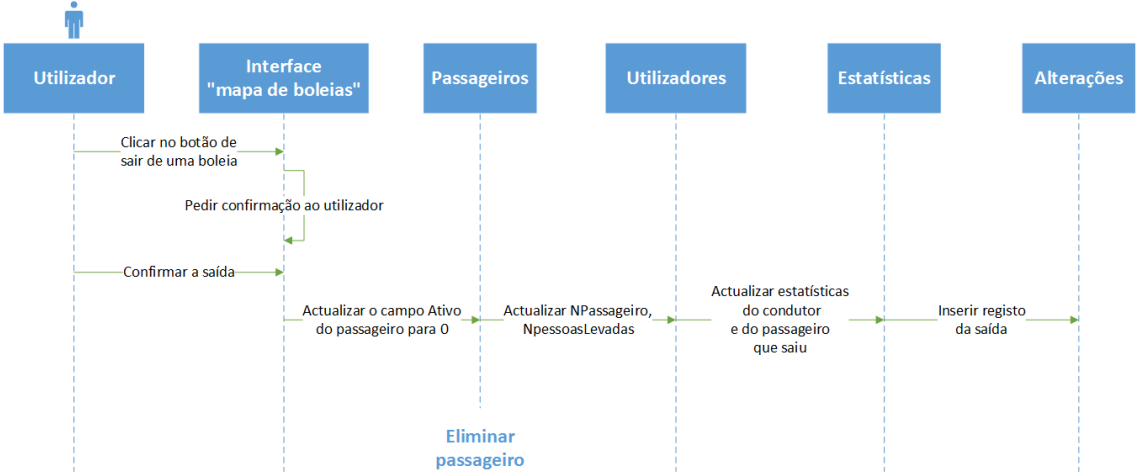 Utilizador
Interface
"mapa de boleias"
Passageiros
Utilizadores
Estatísticas
Alterações
Clicar no botão de
sair de uma boleia
Pedir confirmação ao utilizador
Confirmar a saída
Actualizar o campo Ativo
do passageiro para 0
Actualizar NPassageiro,
NpessoasLevadas
Actualizar estatísticas
do condutor
e do passageiro
que saiu
Inserir registo
da saída
Eliminar
passageiro